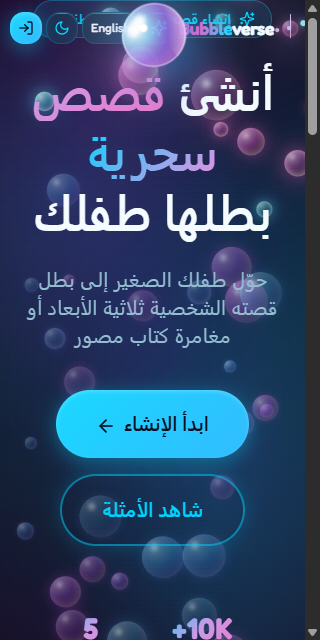 Bubbleverse
English
أنشئ قصص
سحرية
بطلها طفلك
حوّل طفلك الصغير إلى بطل
قصته الشخصية ثلاثية الأبعاد أو
مغامرة كتاب مصور
ابدأ الإنشاء ←
شاهد الأمثلة
+10K
5